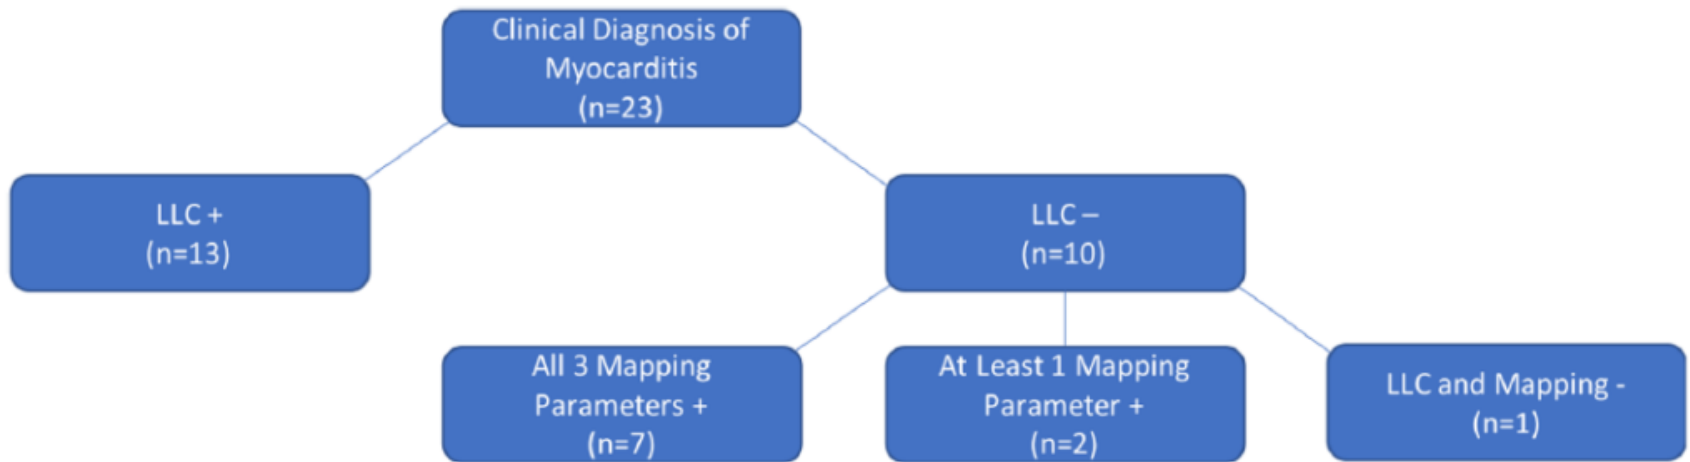 Clinical Diagnosis of
Myocarditis
(n=23)
LLC +
(n=13)
LLC –
(n=10)
All 3 Mapping
Parameters +
(n=7)
At Least 1 Mapping
Parameter +
(n=2)
LLC and Mapping -
(n=1)